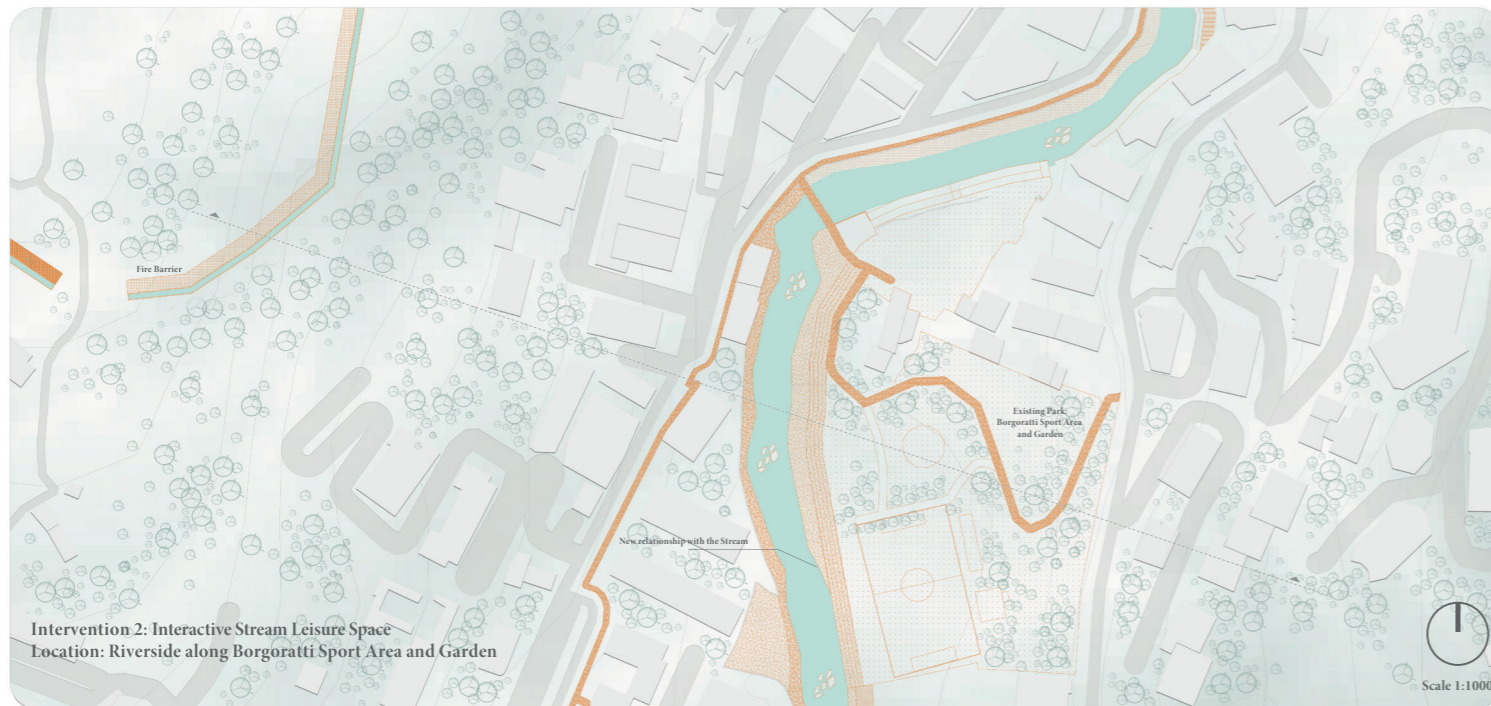 Fire Barrier
Existing Park:
Borgoratti Sport Area
and Garden
New relationship with the Stream
Intervention 2: Interactive Stream Leisure Space
Location: Riverside along Borgoratti Sport Area and Garden
Scale 1:1000